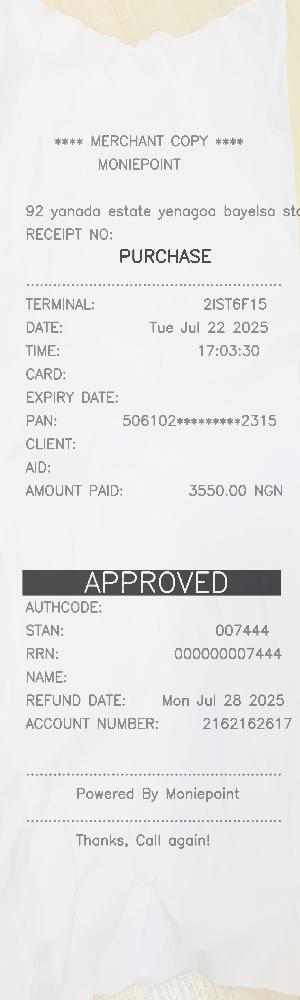 **** MERCHANT COPY ****
MONIEPOINT
92 yanada estate yenagoa bayelsa
RECEIPT NO:
PURCHASE
TERMINAL: 2IST6F15
DATE: Tue Jul 22 2025
TIME: 17:03:30
CARD:
EXPIRY DATE:
PAN: 506102*********2315
CLIENT:
AID:
AMOUNT PAID: 3550.00 NGN
APPROVED
AUTHCODE:
STAN: 007444
RRN: 000000007444
NAME:
REFUND DATE: Mon Jul 28 2025
ACCOUNT NUMBER: 2162162617
Powered By Moniepoint
Thanks, Call again!